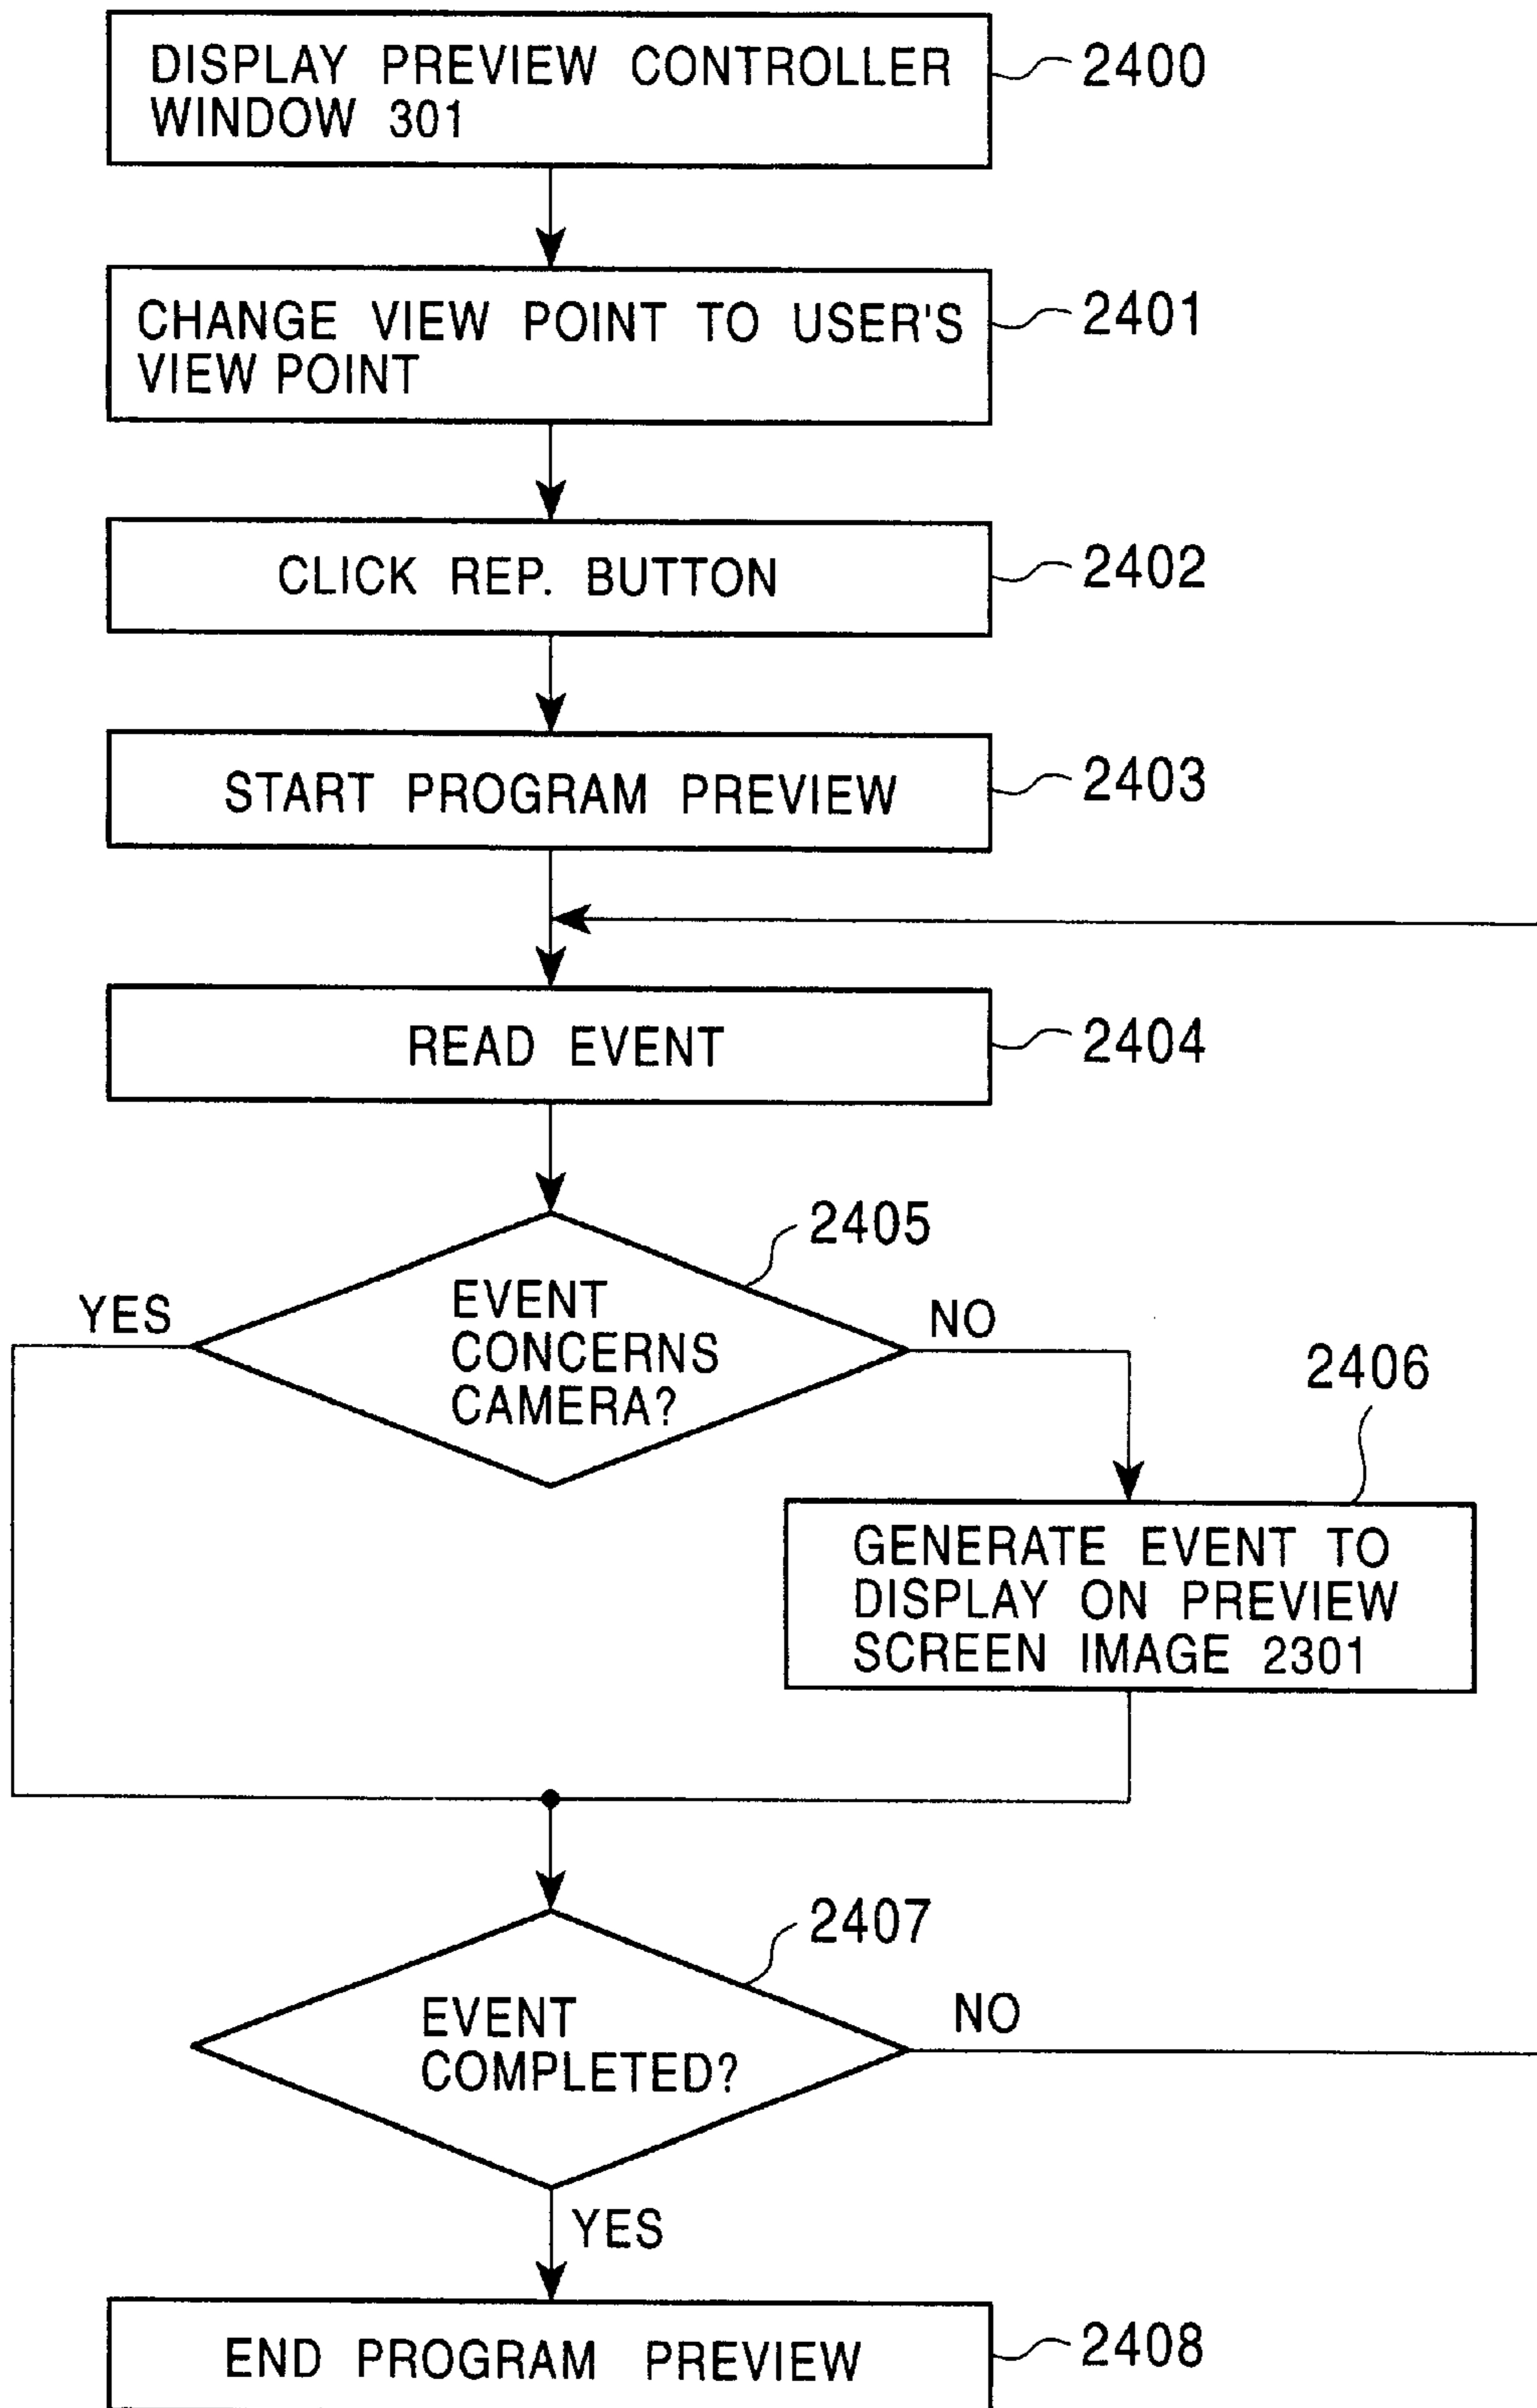 DISPLAY PREVIEW CONTROLLER
WINDOW 301
2400
CHANGE VIEW POINT TO USER'S
VIEW POINT
2401
CLICK REP. BUTTON
2402
START PROGRAM PREVIEW
2403
READ EVENT
2404
2405
YES
EVENT
CONCERNS
CAMERA?
NO
2406
GENERATE EVENT TO
DISPLAY ON PREVIEW
SCREEN IMAGE 2301
2407
EVENT
COMPLETED?
NO
YES
END PROGRAM PREVIEW
2408